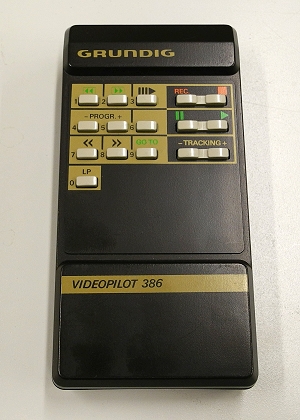 GRUNDIG
1 2 3 REC
4 -PROGR.+ 5 6
7 8 9 GO TO -TRACKING+
LP
0
VIDEOPILOT 386